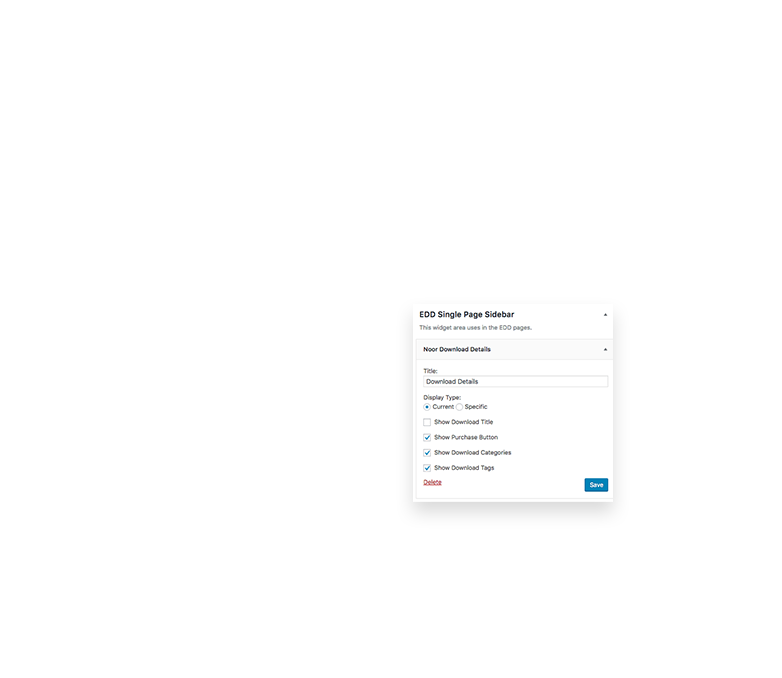 EDD Single Page Sidebar
This widget area uses in the EDD pages.
Noor Download Details
Title:
Download Details
Display Type:
Current Specific
Show Download Title
Show Purchase Button
Show Download Categories
Show Download Tags
Delete
Save